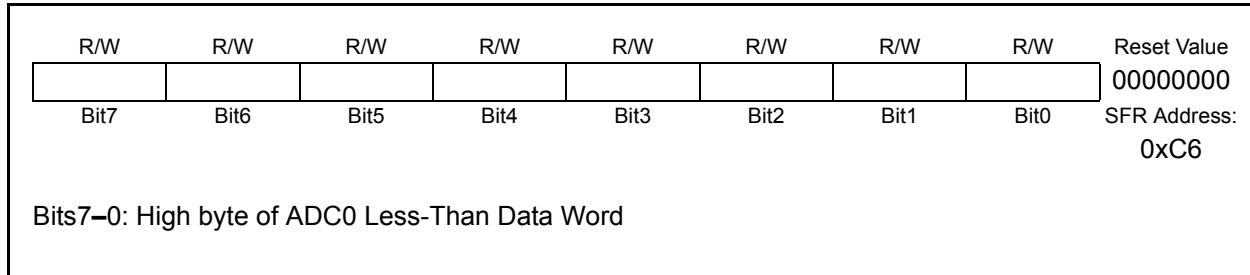 R/W R/W R/W R/W R/W R/W R/W R/W Reset Value
00000000
Bit7 Bit6 Bit5 Bit4 Bit3 Bit2 Bit1 Bit0 SFR Address:
0xC6
Bits7–0: High byte of ADC0 Less-Than Data Word